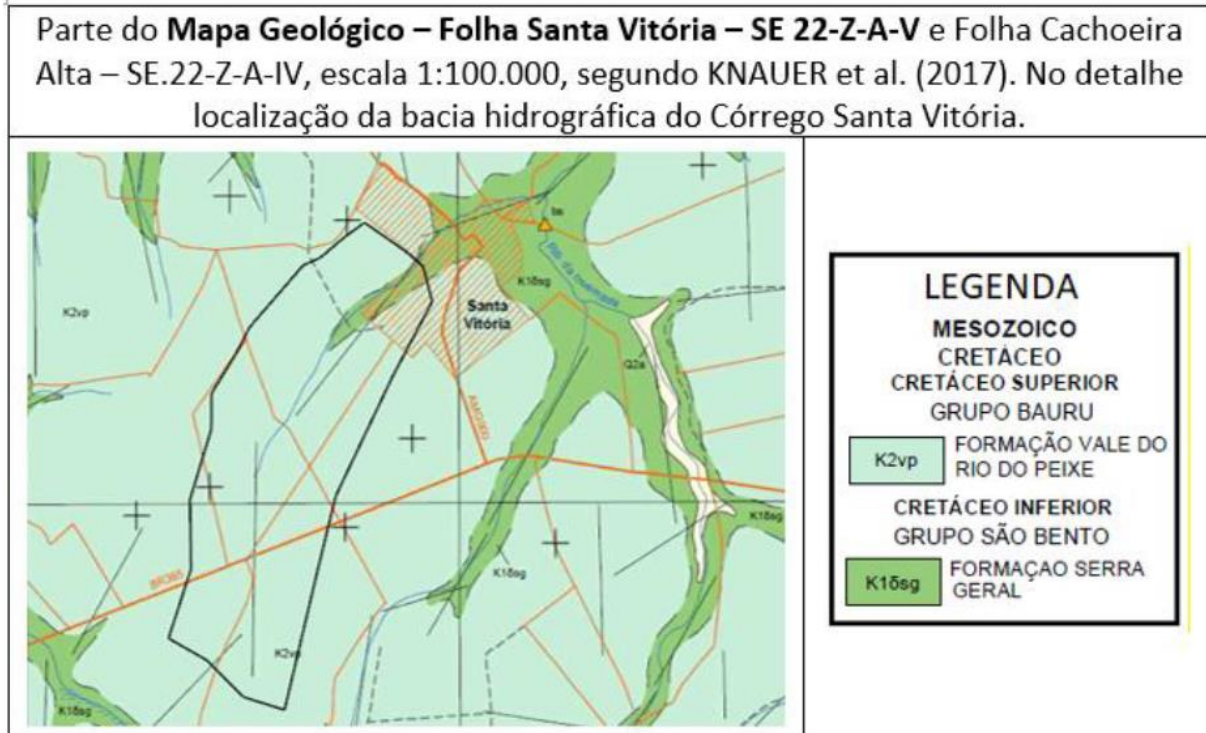 Parte do Mapa Geológico – Folha Santa Vitória – SE 22-Z-A-V e Folha Cachoeira
Alta – SE.22-Z-A-IV, escala 1:100.000, segundo KNAUER et al. (2017). No detalhe
localização da bacia hidrográfica do Córrego Santa Vitória.
bs
K1δsg
K2vp
Santa
Vitória
Q2a
K1δsg
K1δsg
BR365
K2vp
K1δsg
LEGENDA
MESOZOICO
CRETÁCEO
CRETÁCEO SUPERIOR
GRUPO BAURU
K2vp
FORMAÇÃO VALE DO
RIO DO PEIXE
CRETÁCEO INFERIOR
GRUPO SÃO BENTO
K1δsg
FORMAÇAO SERRA
GERAL